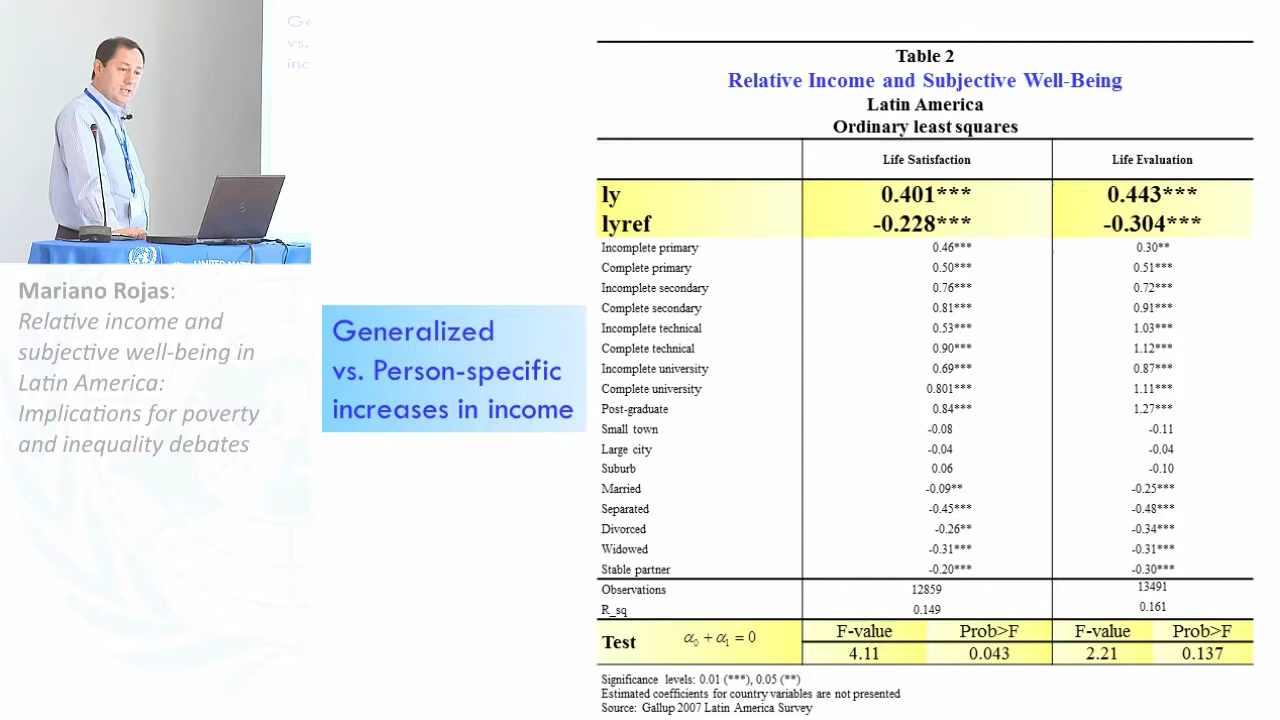 Ge
vs.
inc
UNITED NATI
Mariano Rojas:
Relative income and
subjective well-being in
Latin America:
Implications for poverty
and inequality debates
Generalized
vs. Person-specific
increases in income
Table 2
Relative Income and Subjective Well-Being
Latin America
Ordinary least squares
Life Satisfaction Life Evaluation
ly 0.401*** 0.443***
lyref -0.228*** -0.304***
Incomplete primary 0.46*** 0.30**
Complete primary 0.50*** 0.51***
Incomplete secondary 0.76*** 0.72***
Complete secondary 0.81*** 0.91***
Incomplete technical 0.53*** 1.03***
Complete technical 0.90*** 1.12***
Incomplete university 0.69*** 0.87***
Complete university 0.801*** 1.11***
Post-graduate 0.84*** 1.27***
Small town -0.08 -0.11
Large city -0.04 -0.04
Suburb 0.06 -0.10
Married -0.09** -0.25***
Separated -0.45*** -0.48***
Divorced -0.26** -0.34***
Widowed -0.31*** -0.31***
Stable partner -0.20*** -0.30***
Observations 12859 13491
R_sq 0.149 0.161
Test α₀ + α₁ = 0 F-value Prob>F F-value Prob>F
4.11 0.043 2.21 0.137
Significance levels: 0.01 (***), 0.05 (**)
Estimated coefficients for country variables are not presented
Source: Gallup 2007 Latin America Survey